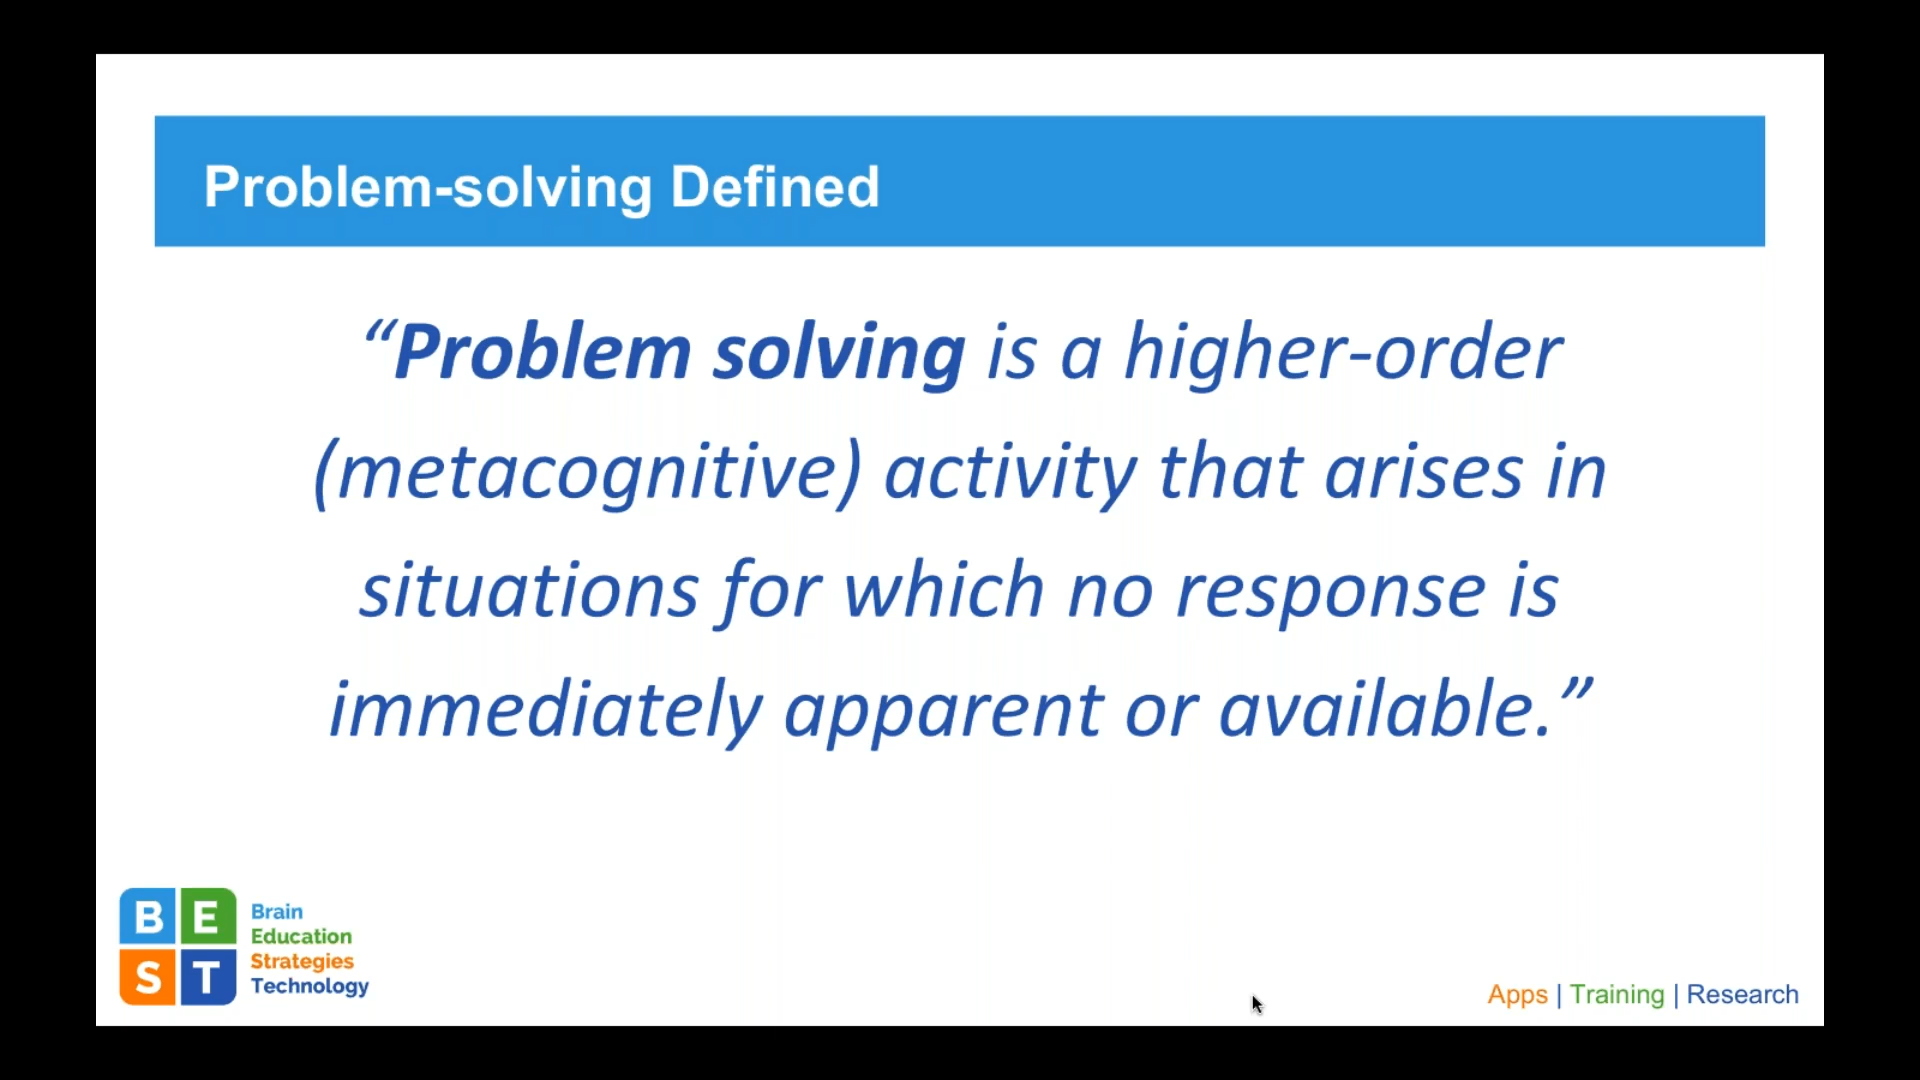 Problem-solving Defined
“Problem solving is a higher-order
(metacognitive) activity that arises in
situations for which no response is
immediately apparent or available.”
B E
S T
Brain
Education
Strategies
Technology
Apps | Training | Research